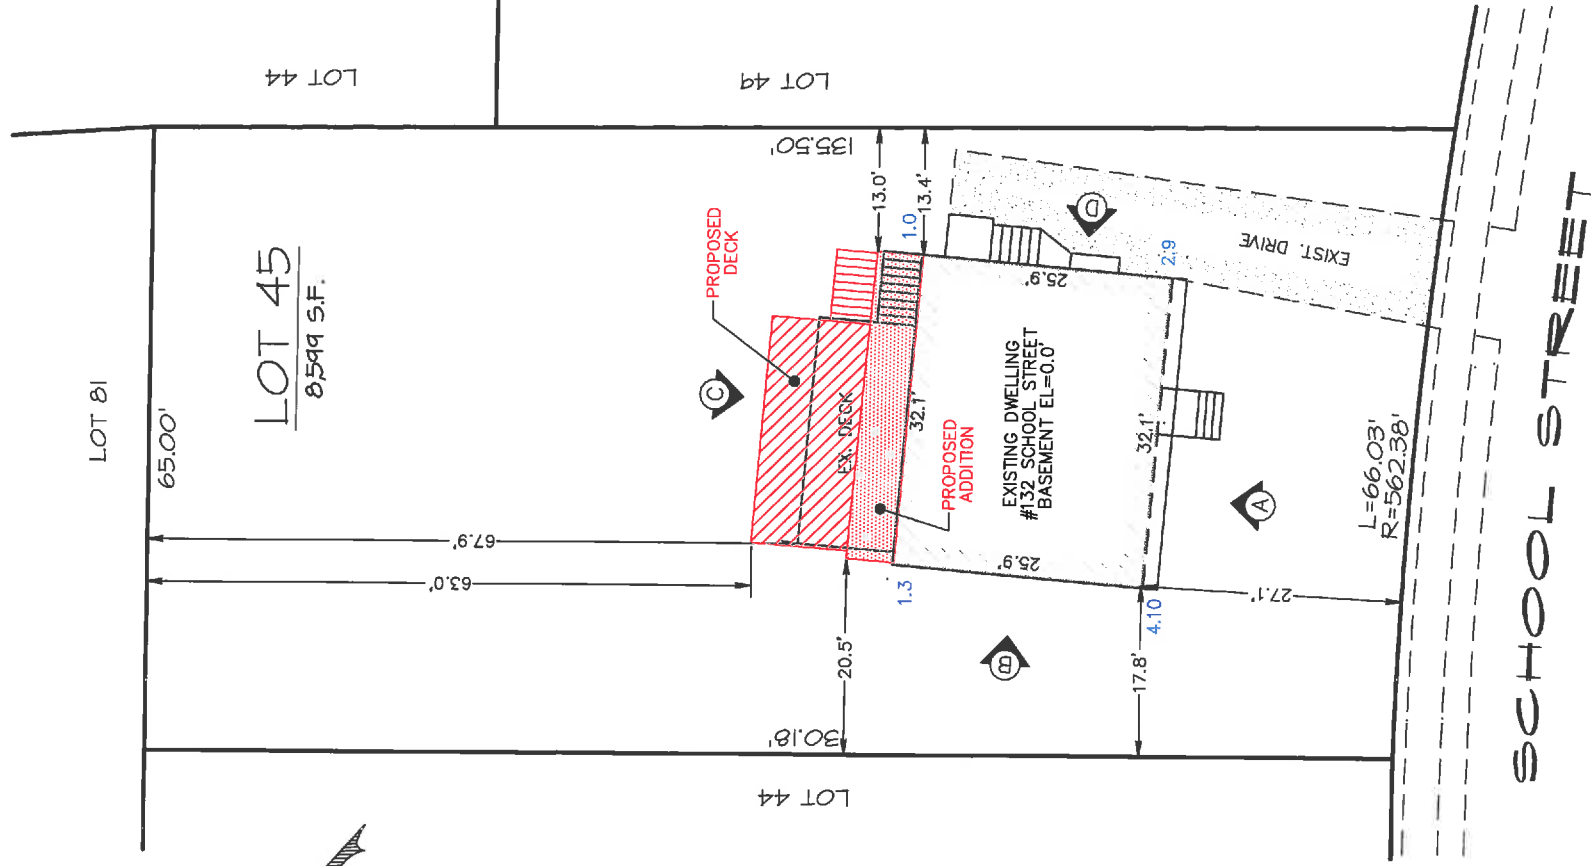 LOT 44
LOT 49
LOT 81
65.00'
LOT 45
8,599 S.F.
135.50'
13.0'
13.4'
1.0
PROPOSED
DECK
C
D
EXIST. DRIVE
2.9
25.9'
EX. DECK
32.1'
PROPOSED
ADDITION
EXISTING DWELLING
#132 SCHOOL STREET
BASEMENT EL=0.0'
32.1'
25.9'
67.9'
63.0'
1.3
20.5'
B
4.10
17.8'
27.1'
A
L=66.03'
R=562.38'
30.18'
LOT 44
SCHOOL STREET